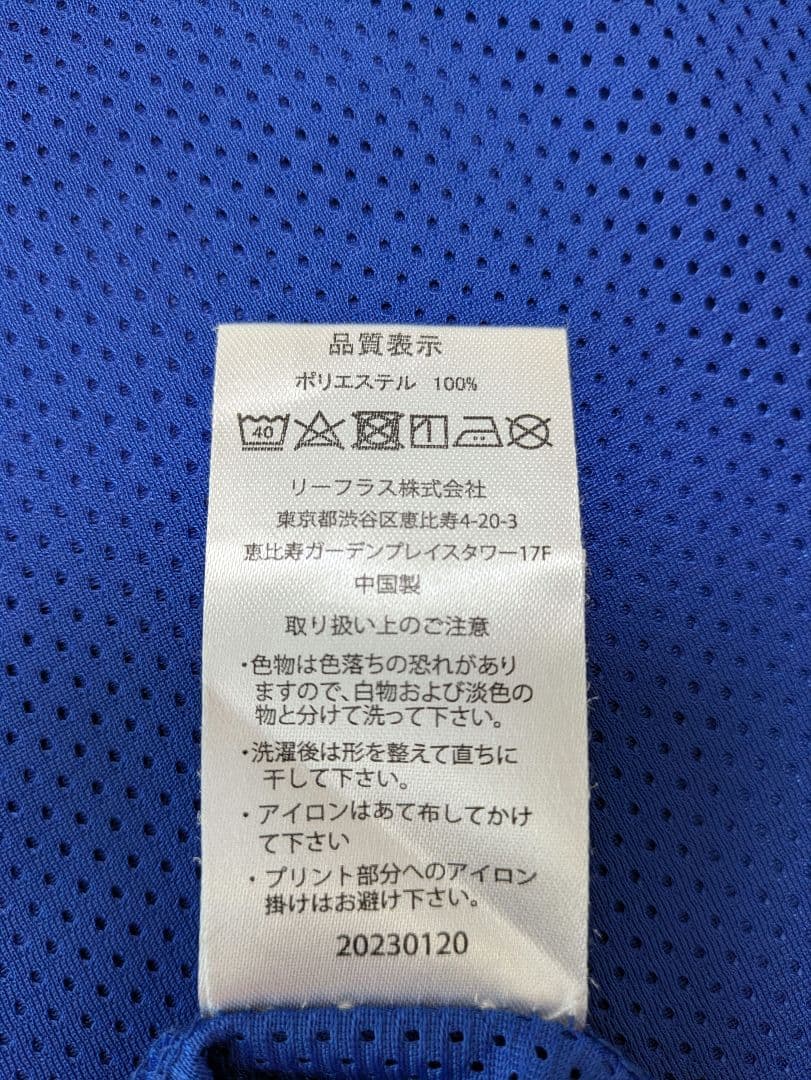 品質表示
ポリエステル 100%
40
リーフラス株式会社
東京都渋谷区恵比寿4-20-3
恵比寿ガーデンプレイスタワー17F
中国製
取り扱い上のご注意
・色物は色落ちの恐れがあり
ますので、白物および淡色の
物と分けて洗って下さい。
・洗濯後は形を整えて直ちに
干して下さい。
・アイロンはあて布してかけ
て下さい
・プリント部分へのアイロン
掛けはお避け下さい。
20230120